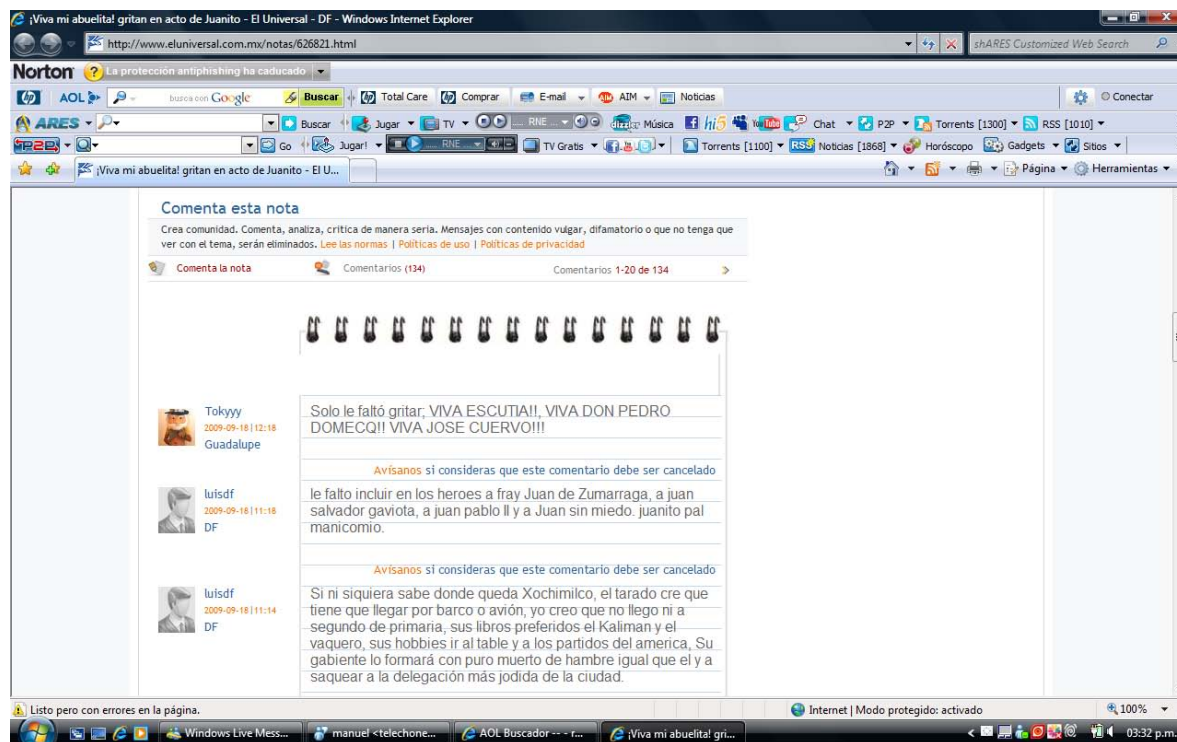 ¡Viva mi abuelita! gritan en acto de Juanito - El Universal - DF - Windows Internet Explorer
http://www.eluniversal.com.mx/notas/626821.html
shARES Customized Web Search
Norton La protección antiphishing ha caducado
AOL busca con Google Buscar Total Care Comprar E-mail AIM Noticias Conectar
ARES Buscar Jugar TV .... RNE ... Música hi5 Chat P2P Torrents [1300] RSS [1010]
Go Jugar! .... RNE .... TV Gratis Torrents [1100] RSS Noticias [1868] Horóscopo Gadgets Sitios
¡Viva mi abuelita! gritan en acto de Juanito - El U... Página Herramientas
Comenta esta nota
Crea comunidad. Comenta, analiza, critica de manera seria. Mensajes con contenido vulgar, difamatorio o que no tenga que
ver con el tema, serán eliminados. Lee las normas | Políticas de uso | Políticas de privacidad
Comenta la nota Comentarios (134) Comentarios 1-20 de 134
Tokyyy
2009-09-18|12:18
Guadalupe
Solo le faltó gritar; VIVA ESCUTIA!!, VIVA DON PEDRO
DOMECQ!! VIVA JOSE CUERVO!!!
Avísanos si consideras que este comentario debe ser cancelado
luisdf
2009-09-18|11:18
DF
le falto incluir en los heroes a fray Juan de Zumarraga, a juan
salvador gaviota, a juan pablo II y a Juan sin miedo. juanito pal
manicomio.
Avísanos si consideras que este comentario debe ser cancelado
luisdf
2009-09-18|11:14
DF
Si ni siquiera sabe donde queda Xochimilco, el tarado cre que
tiene que llegar por barco o avión, yo creo que no llego ni a
segundo de primaria, sus libros preferidos el Kaliman y el
vaquero, sus hobbies ir al table y a los partidos del america, Su
gabiente lo formará con puro muerto de hambre igual que el y a
saquear a la delegación más jodida de la ciudad.
Listo pero con errores en la página. Internet | Modo protegido: activado 100%
Windows Live Mess... manuel <telechone... AOL Buscador -- - r... ¡Viva mi abuelita! gri... 03:32 p.m.